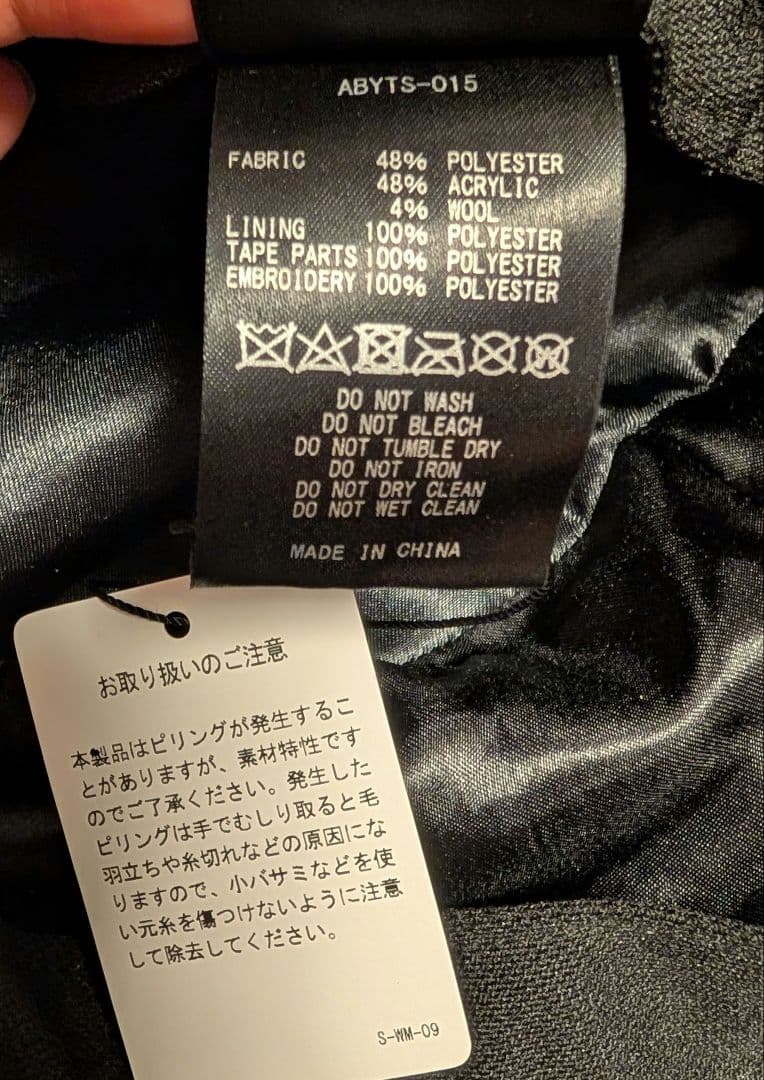 ABYTS-015
FABRIC 48% POLYESTER
48% ACRYLIC
4% WOOL
LINING 100% POLYESTER
TAPE PARTS 100% POLYESTER
EMBROIDERY 100% POLYESTER
DO NOT WASH
DO NOT BLEACH
DO NOT TUMBLE DRY
DO NOT IRON
DO NOT DRY CLEAN
DO NOT WET CLEAN
MADE IN CHINA
お取り扱いのご注意
本製品はピリングが発生するこ
とがありますが、素材特性です
のでご了承ください。発生した
ピリングは手でむしり取ると毛
羽立ちや糸切れなどの原因にな
りますので、小バサミなどを使
い元糸を傷つけないように注意
して除去してください。
S-WM-09